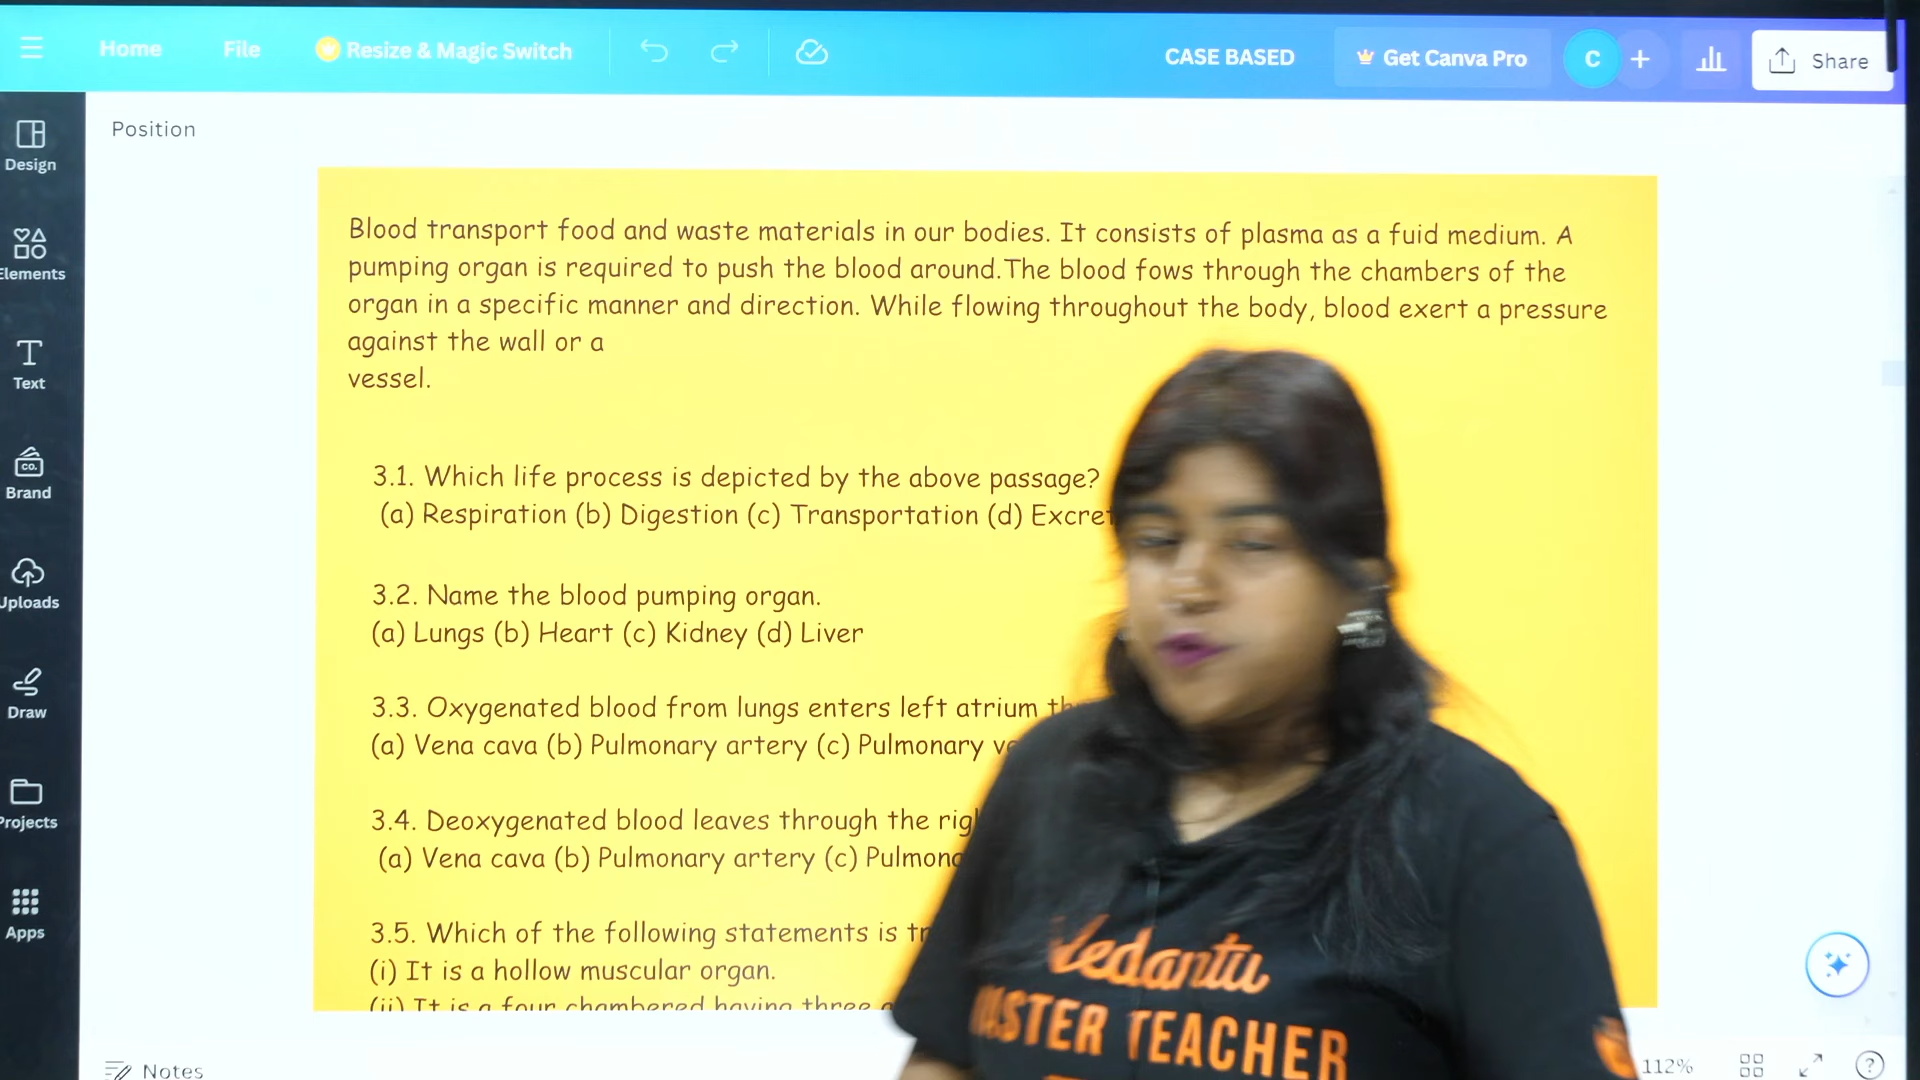 Home File Resize & Magic Switch CASE BASED Get Canva Pro C + Share
Position
Design
Elements
Text
Brand
Uploads
Draw
Projects
Apps
Blood transport food and waste materials in our bodies. It consists of plasma as a fuid medium. A
pumping organ is required to push the blood around.The blood fows through the chambers of the
organ in a specific manner and direction. While flowing throughout the body, blood exert a pressure
against the wall or a
vessel.
3.1. Which life process is depicted by the above passage?
(a) Respiration (b) Digestion (c) Transportation (d)
3.2. Name the blood pumping organ.
(a) Lungs (b) Heart (c) Kidney (d) Liver
3.3. Oxygenated blood from lungs enters left atrium
(a) Vena cava (b) Pulmonary artery (c) Pulmonary
3.4. Deoxygenated blood leaves through the
(a) Vena cava (b) Pulmonary artery (c)
3.5. Which of the following statements is
(i) It is a hollow muscular organ.
(ii) It is a four chambered having three
Vedantu
MASTER TEACHER
Notes 112% ?